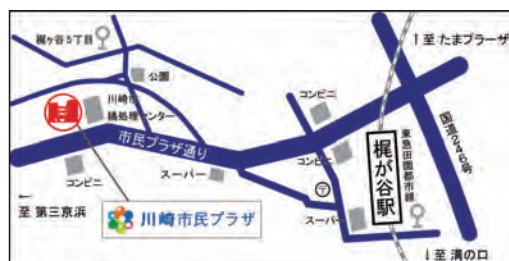 梶ヶ谷5丁目
公園
川崎市
橘処理センター
コンビニ
市民プラザ通り
スーパー
←
至 第三京浜
川崎市民プラザ
コンビニ
コンビニ
〒
スーパー
梶が谷駅
東急田園都市線
国道246号
↑至 たまプラーザ
↓至 溝の口